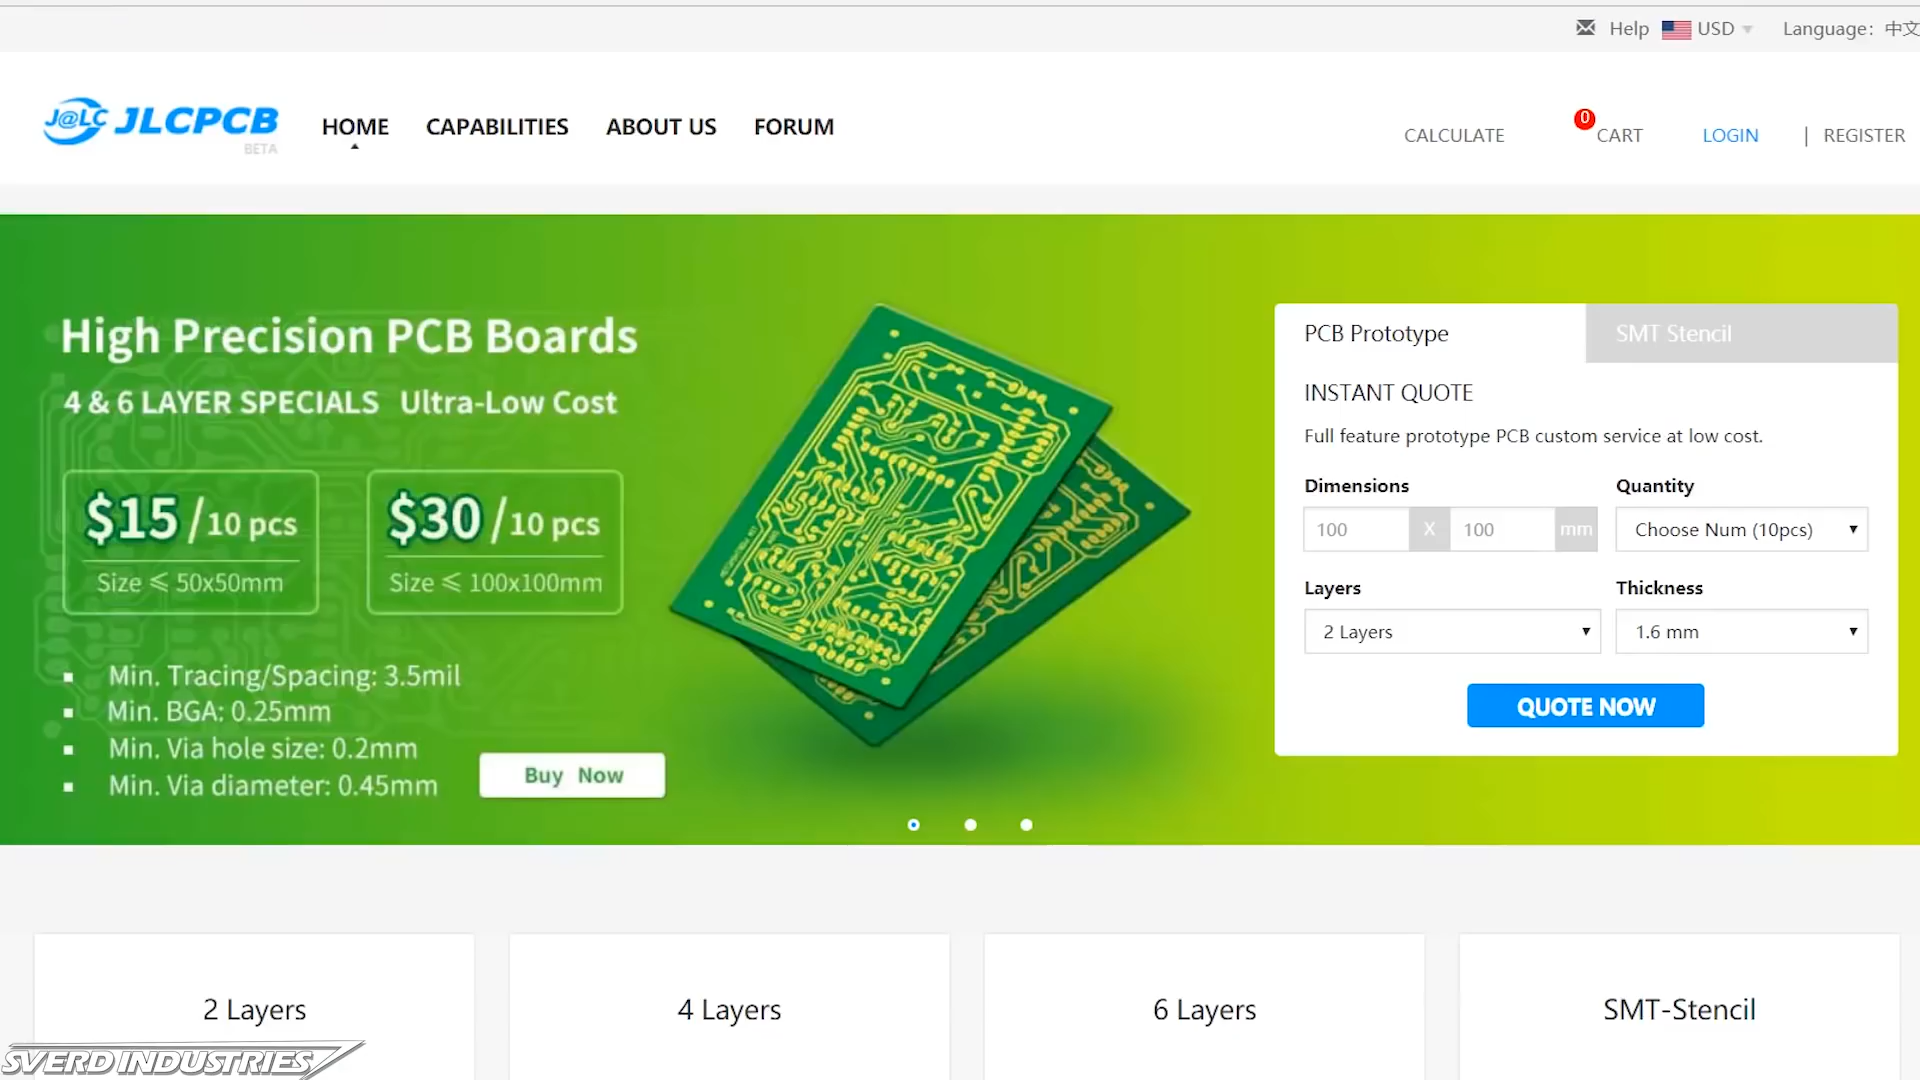 Help USD Language: 中文
J@LC JLCPCB
BETA
HOME CAPABILITIES ABOUT US FORUM
CALCULATE 0 CART LOGIN | REGISTER
High Precision PCB Boards
4 & 6 LAYER SPECIALS Ultra-Low Cost
$15/10 pcs
Size ≤ 50x50mm
$30/10 pcs
Size ≤ 100x100mm
Min. Tracing/Spacing: 3.5mil
Min. BGA: 0.25mm
Min. Via hole size: 0.2mm
Min. Via diameter: 0.45mm
Buy Now
PCB Prototype SMT Stencil
INSTANT QUOTE
Full feature prototype PCB custom service at low cost.
Dimensions Quantity
100 X 100 mm Choose Num (10pcs)
Layers Thickness
2 Layers 1.6 mm
QUOTE NOW
2 Layers 4 Layers 6 Layers SMT-Stencil
SVERD INDUSTRIES